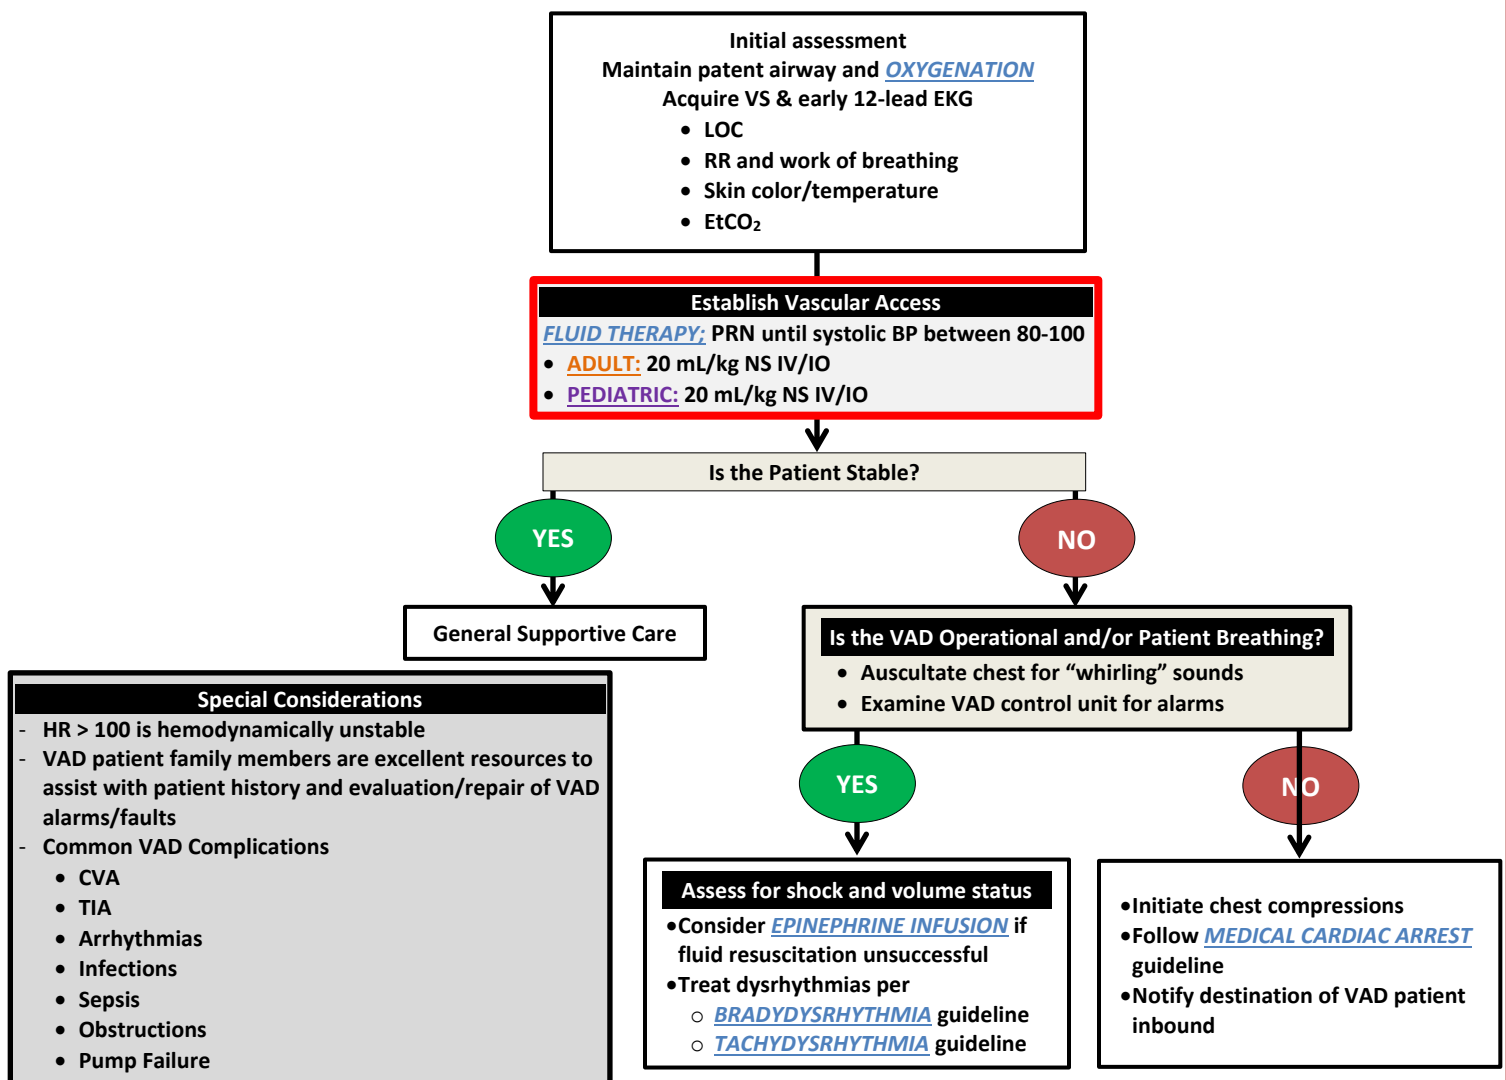 Initial assessment
Maintain patent airway and OXYGENATION
Acquire VS & early 12-lead EKG
• LOC
• RR and work of breathing
• Skin color/temperature
• EtCO₂
Establish Vascular Access
FLUID THERAPY; PRN until systolic BP between 80-100
• ADULT: 20 mL/kg NS IV/IO
• PEDIATRIC: 20 mL/kg NS IV/IO
Is the Patient Stable?
YES
NO
General Supportive Care
Is the VAD Operational and/or Patient Breathing?
• Auscultate chest for “whirling” sounds
• Examine VAD control unit for alarms
YES
NO
Special Considerations
- HR > 100 is hemodynamically unstable
- VAD patient family members are excellent resources to
assist with patient history and evaluation/repair of VAD
alarms/faults
- Common VAD Complications
• CVA
• TIA
• Arrhythmias
• Infections
• Sepsis
• Obstructions
• Pump Failure
Assess for shock and volume status
•Consider EPINEPHRINE INFUSION if
fluid resuscitation unsuccessful
•Treat dysrhythmias per
o BRADYDYSRHYTHMIA guideline
o TACHYDYSRHYTHMIA guideline
•Initiate chest compressions
•Follow MEDICAL CARDIAC ARREST
guideline
•Notify destination of VAD patient
inbound